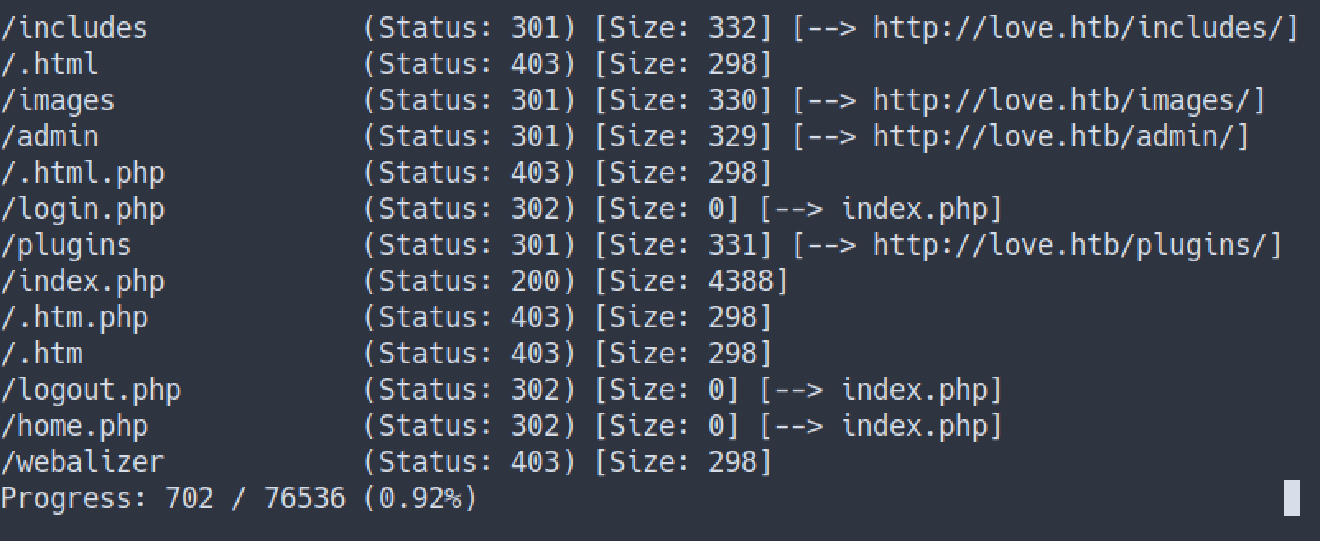 /includes (Status: 301) [Size: 332] [--> http://love.htb/includes/]
/.html (Status: 403) [Size: 298]
/images (Status: 301) [Size: 330] [--> http://love.htb/images/]
/admin (Status: 301) [Size: 329] [--> http://love.htb/admin/]
/.html.php (Status: 403) [Size: 298]
/login.php (Status: 302) [Size: 0] [--> index.php]
/plugins (Status: 301) [Size: 331] [--> http://love.htb/plugins/]
/index.php (Status: 200) [Size: 4388]
/.htm.php (Status: 403) [Size: 298]
/.htm (Status: 403) [Size: 298]
/logout.php (Status: 302) [Size: 0] [--> index.php]
/home.php (Status: 302) [Size: 0] [--> index.php]
/webalizer (Status: 403) [Size: 298]
Progress: 702 / 76536 (0.92%)